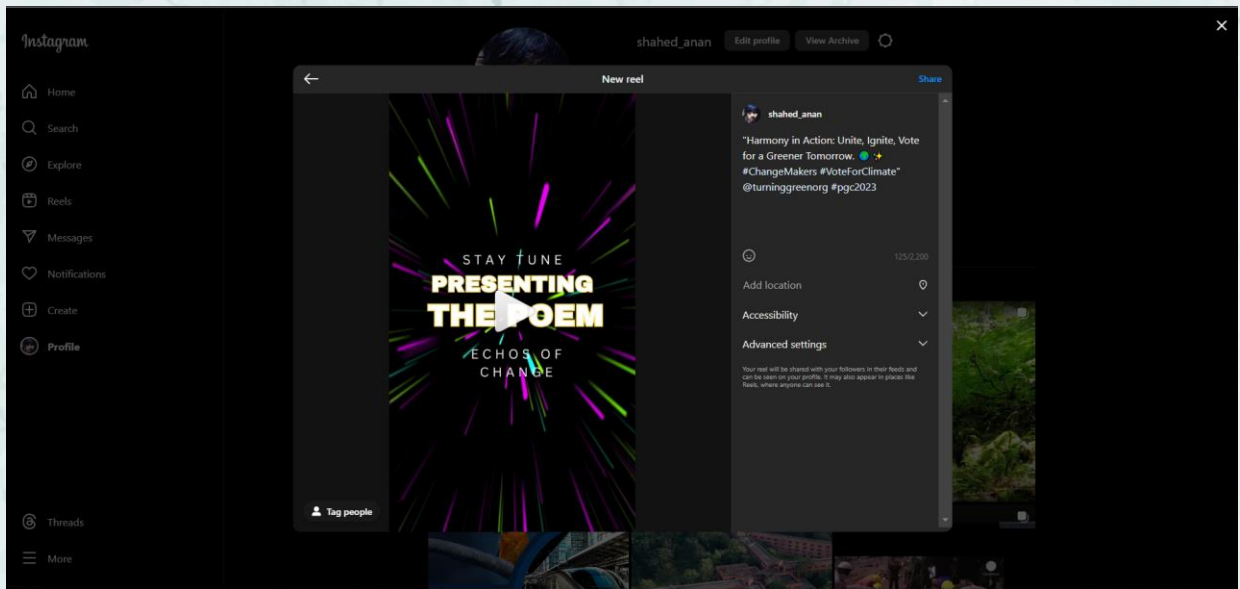 Instagram
shahed_anan
Edit profile
View Archive
Home
Search
Explore
Reels
Messages
Notifications
Create
Profile
Threads
More
New reel
Share
STAY TUNE
PRESENTING
THE POEM
ECHOS OF
CHANGE
Tag people
shahed_anan
"Harmony in Action: Unite, Ignite, Vote
for a Greener Tomorrow. 🌍 ✨
#ChangeMakers #VoteForClimate"
@turninggreenorg #pgc2023
125/2,200
Add location
Accessibility
Advanced settings
Your reel will be shared with your followers in their feeds and
can be seen on your profile. It may also appear in places like
Reels, where anyone can see it.